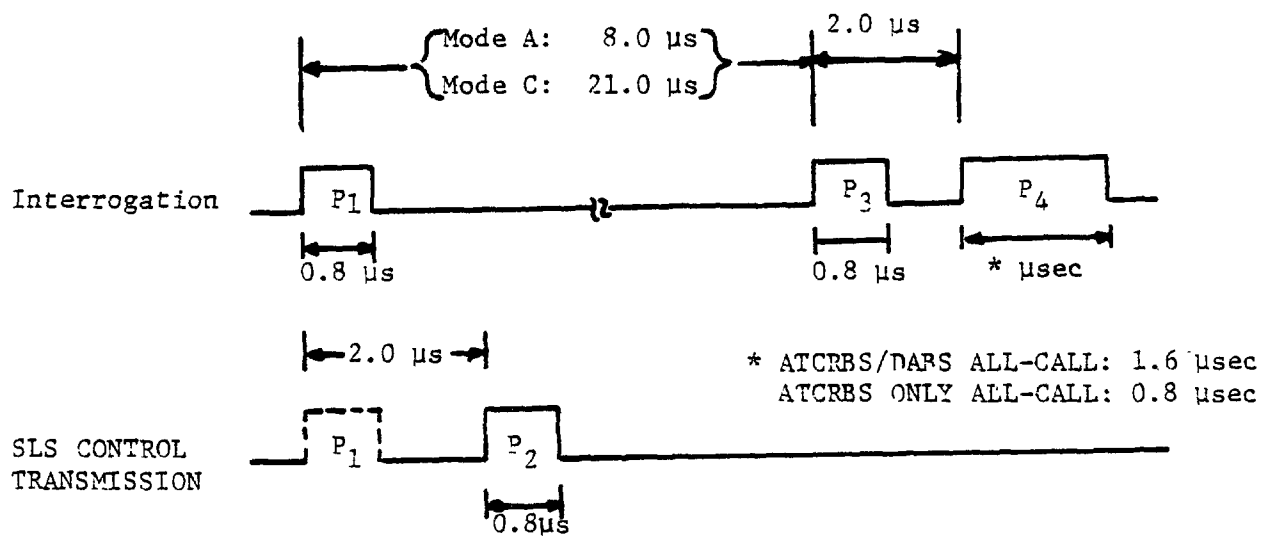 Mode A: 8.0 µs
Mode C: 21.0 µs
2.0 µs
Interrogation
P1
P3
P4
0.8 µs
0.8 µs
* µsec
2.0 µs
* ATCRBS/DABS ALL-CALL: 1.6 µsec
ATCRBS ONLY ALL-CALL: 0.8 µsec
SLS CONTROL
TRANSMISSION
P1
P2
0.8µs